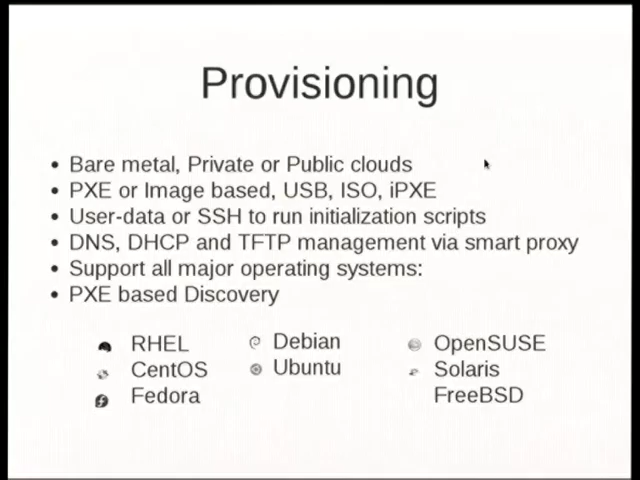 Provisioning
• Bare metal, Private or Public clouds
• PXE or Image based, USB, ISO, iPXE
• User-data or SSH to run initialization scripts
• DNS, DHCP and TFTP management via smart proxy
• Support all major operating systems:
• PXE based Discovery
RHEL
CentOS
Fedora
Debian
Ubuntu
OpenSUSE
Solaris
FreeBSD